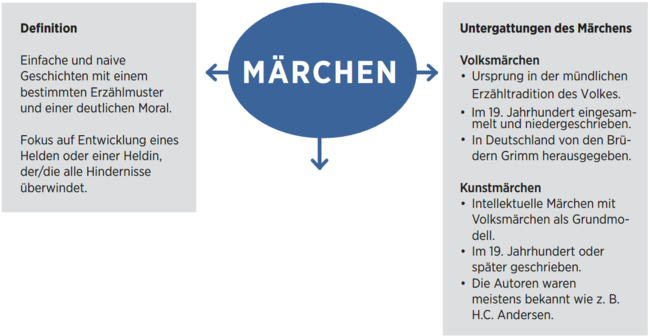 Definition
Einfache und naive
Geschichten mit einem
bestimmten Erzählmuster
und einer deutlichen Moral.
Fokus auf Entwicklung eines
Helden oder einer Heldin,
der/die alle Hindernisse
überwindet.
MÄRCHEN
Untergattungen des Märchens
Volksmärchen
• Ursprung in der mündlichen
Erzähltradition des Volkes.
• Im 19. Jahrhundert eingesam-
melt und niedergeschrieben.
• In Deutschland von den Brü-
dern Grimm herausgegeben.
Kunstmärchen
• Intellektuelle Märchen mit
Volksmärchen als Grundmo-
dell.
• Im 19. Jahrhundert oder
später geschrieben.
• Die Autoren waren
meistens bekannt wie z. B.
H.C. Andersen.